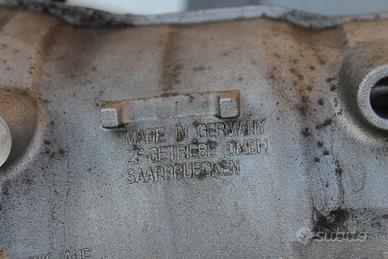 MADE IN GERMANY
ZF-GETRIEBE GMBH
SAARBRUECKEN
subito